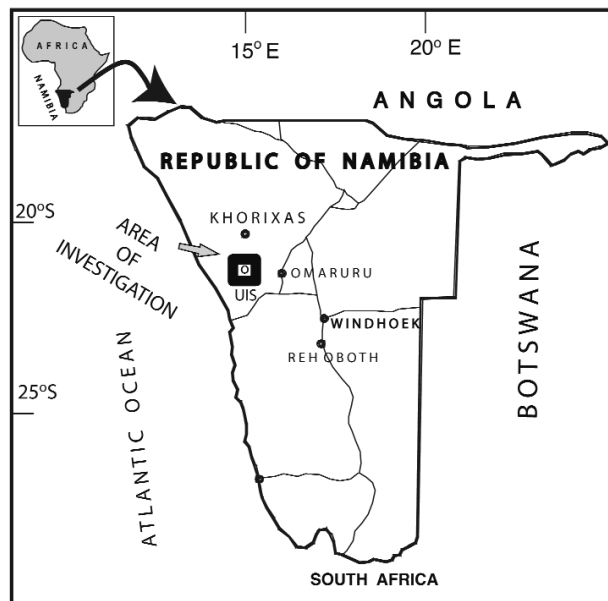 15° E
20° E
AFRICA
NAMIBIA
ANGOLA
REPUBLIC OF NAMIBIA
20°S
KHORIXAS
AREA
OF
INVESTIGATION
O
OMARURU
UIS
WINDHOEK
REHOBOTH
BOTSWANA
25°S
ATLANTIC OCEAN
SOUTH AFRICA